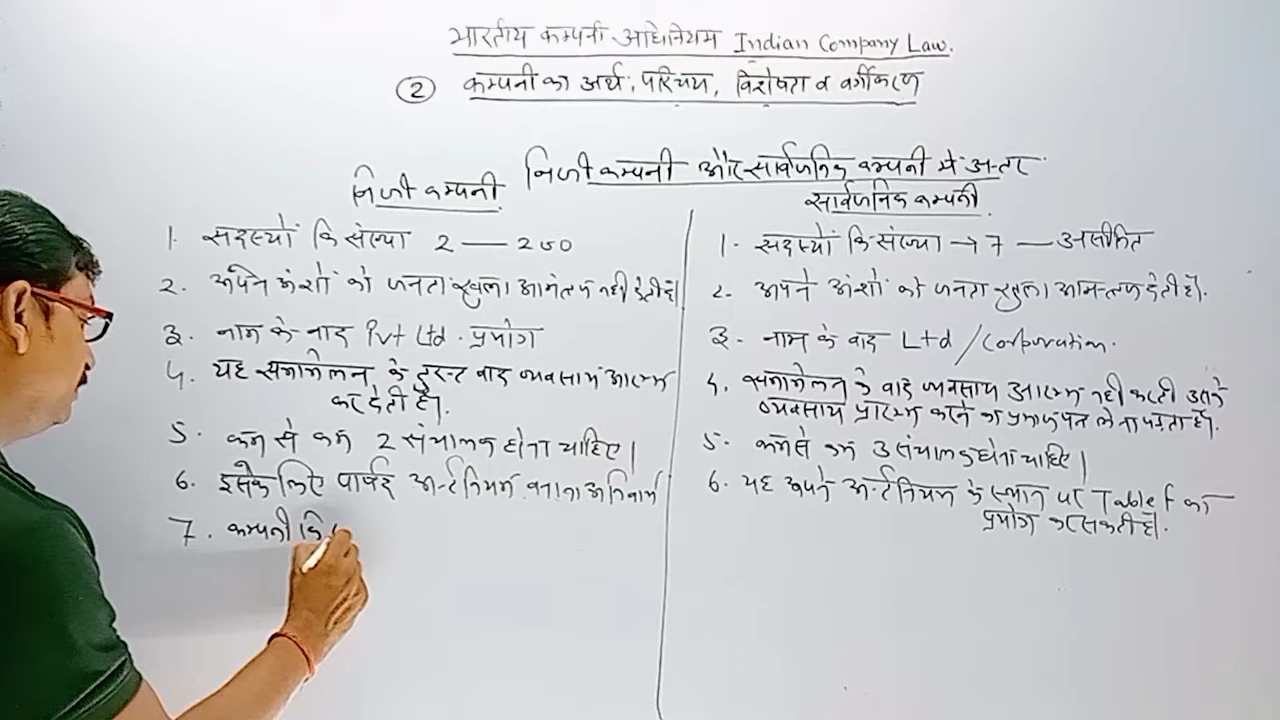 भारतीय कम्पनी अधिनियम Indian Company Law.
② कम्पनी का अर्थ, परिचय, विशेषता व वर्गीकरण
निजी कम्पनी और सार्वजनिक कम्पनी में अन्तर
निजी कम्पनी
1. सदस्यों कि संख्या 2 — 200
2. अपने अंशों को जनता खुला आमंत्रण नही देती है।
3. नाम के बाद Pvt Ltd. प्रयोग
4. यह समामेलन के तुरन्त बाद व्यवसाय आरम्भ
कर देती है।
5. कम से कम 2 संचालक होना चाहिए।
6. इसके लिए पार्षद अन्तर्नियम बनाना अनिवार्य
7. कम्पनी कि
सार्वजनिक कम्पनी
1. सदस्यों कि संख्या → 7 — असीमित
2. अपने अंशों को जनता खुला आमन्त्रण देती है।
3. नाम के बाद Ltd / Corporation.
4. समामेलन के बाद व्यवसाय आरम्भ नही करती उसे
व्यवसाय प्रारम्भ करने का प्रमाण पत्र लेना पड़ता है।
5. कम से कम 3 संचालक होना चाहिए।
6. यह अपने अन्तर्नियम के स्थान पर Table F का
प्रयोग कर सकती है।